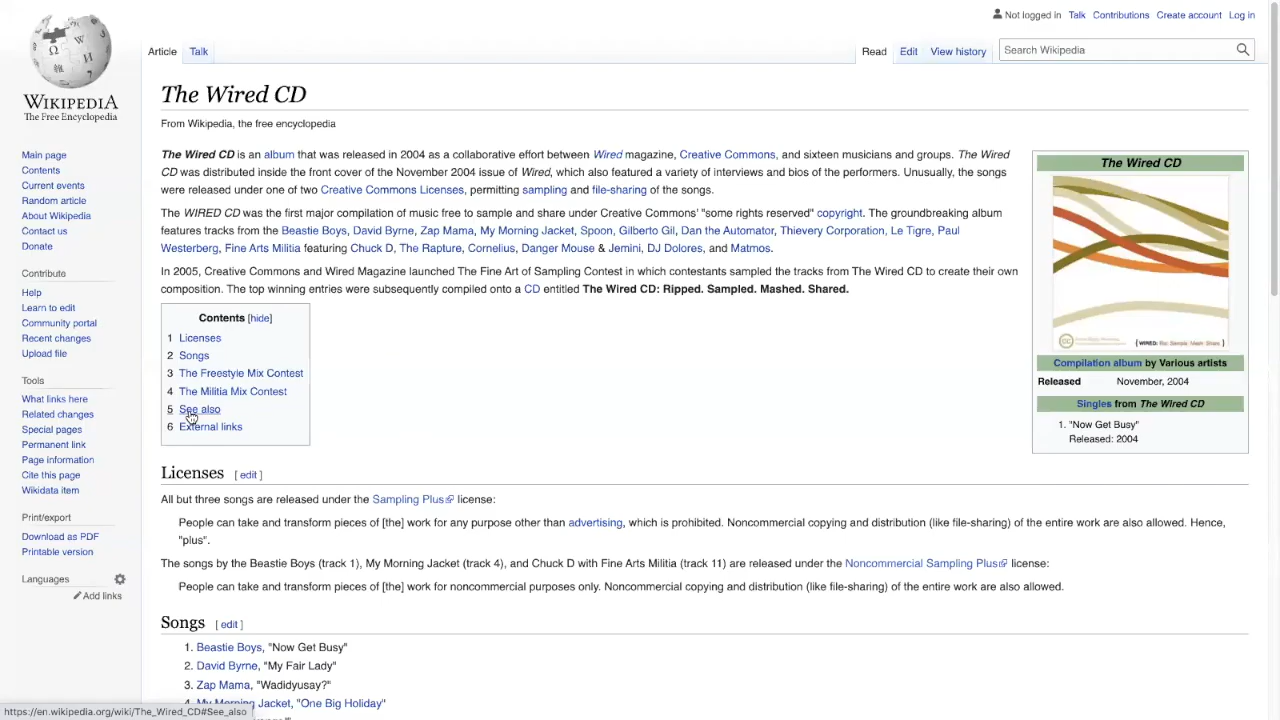 Not logged in Talk Contributions Create account Log in
Article Talk Read Edit View history Search Wikipedia
WIKIPEDIA
The Free Encyclopedia
Main page
Contents
Current events
Random article
About Wikipedia
Contact us
Donate
Contribute
Help
Learn to edit
Community portal
Recent changes
Upload file
Tools
What links here
Related changes
Special pages
Permanent link
Page information
Cite this page
Wikidata item
Print/export
Download as PDF
Printable version
Languages
Add links
The Wired CD
From Wikipedia, the free encyclopedia
The Wired CD is an album that was released in 2004 as a collaborative effort between Wired magazine, Creative Commons, and sixteen musicians and groups. The Wired
CD was distributed inside the front cover of the November 2004 issue of Wired, which also featured a variety of interviews and bios of the performers. Unusually, the songs
were released under one of two Creative Commons Licenses, permitting sampling and file-sharing of the songs.
The WIRED CD was the first major compilation of music free to sample and share under Creative Commons' "some rights reserved" copyright. The groundbreaking album
features tracks from the Beastie Boys, David Byrne, Zap Mama, My Morning Jacket, Spoon, Gilberto Gil, Dan the Automator, Thievery Corporation, Le Tigre, Paul
Westerberg, Fine Arts Militia featuring Chuck D, The Rapture, Cornelius, Danger Mouse & Jemini, DJ Dolores, and Matmos.
In 2005, Creative Commons and Wired Magazine launched The Fine Art of Sampling Contest in which contestants sampled the tracks from The Wired CD to create their own
composition. The top winning entries were subsequently compiled onto a CD entitled The Wired CD: Ripped. Sampled. Mashed. Shared.
Contents [hide]
1 Licenses
2 Songs
3 The Freestyle Mix Contest
4 The Militia Mix Contest
5 See also
6 External links
The Wired CD
{WIRED: Rip. Sample. Mash. Share.}
Compilation album by Various artists
Released November, 2004
Singles from The Wired CD
1. "Now Get Busy"
Released: 2004
Licenses [ edit ]
All but three songs are released under the Sampling Plus license:
People can take and transform pieces of [the] work for any purpose other than advertising, which is prohibited. Noncommercial copying and distribution (like file-sharing) of the entire work are also allowed. Hence,
"plus".
The songs by the Beastie Boys (track 1), My Morning Jacket (track 4), and Chuck D with Fine Arts Militia (track 11) are released under the Noncommercial Sampling Plus license:
People can take and transform pieces of [the] work for noncommercial purposes only. Noncommercial copying and distribution (like file-sharing) of the entire work are also allowed.
Songs [ edit ]
1. Beastie Boys, "Now Get Busy"
2. David Byrne, "My Fair Lady"
3. Zap Mama, "Wadidyusay?"
4. My Morning Jacket, "One Big Holiday"
https://en.wikipedia.org/wiki/The_Wired_CD#See_also